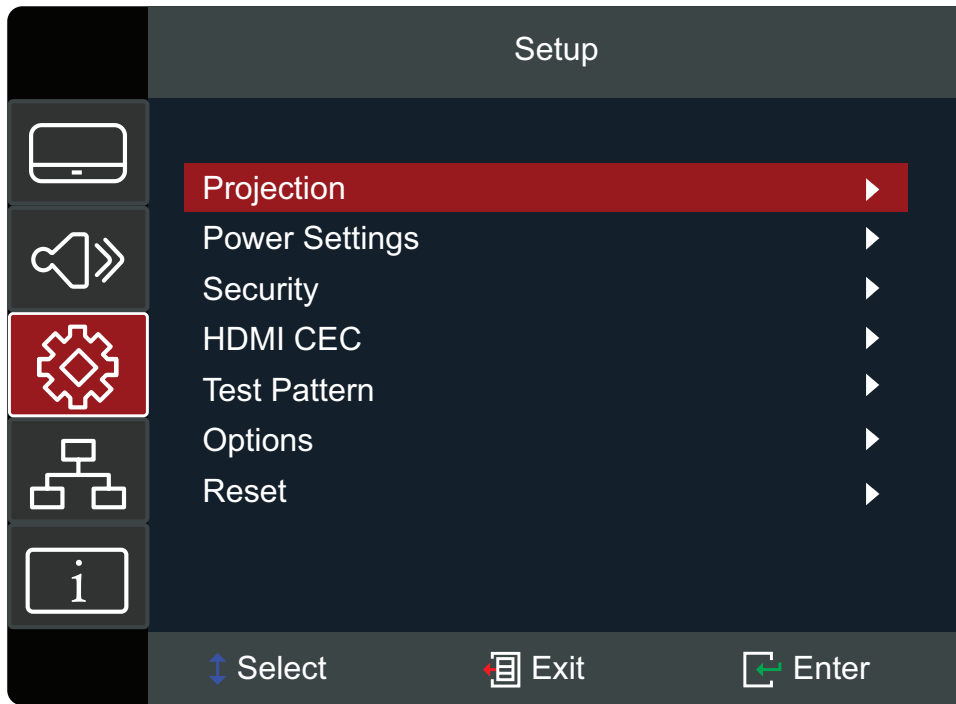 Setup
Projection
Power Settings
Security
HDMI CEC
Test Pattern
Options
Reset
i
Select Exit Enter